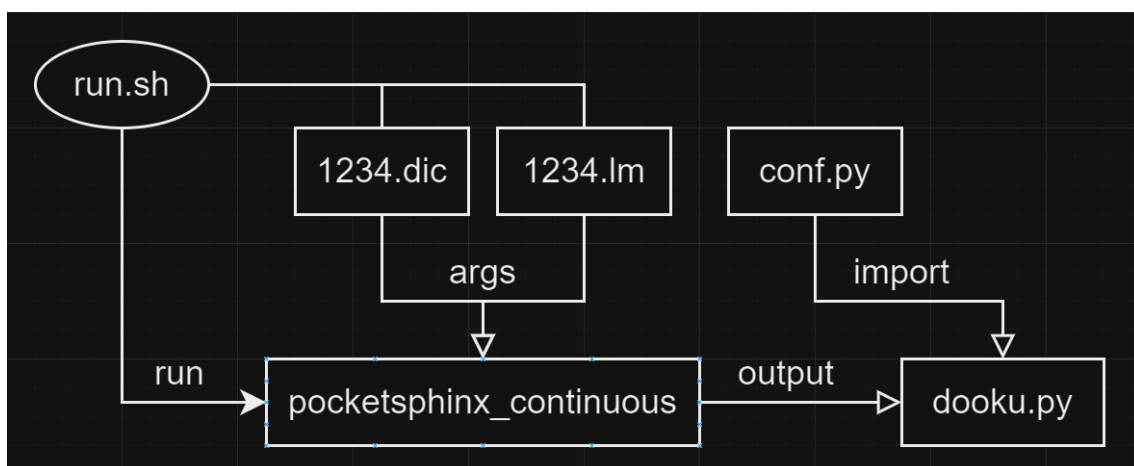 run.sh
1234.dic
1234.lm
conf.py
args
import
run
output
pocketsphinx_continuous
dooku.py